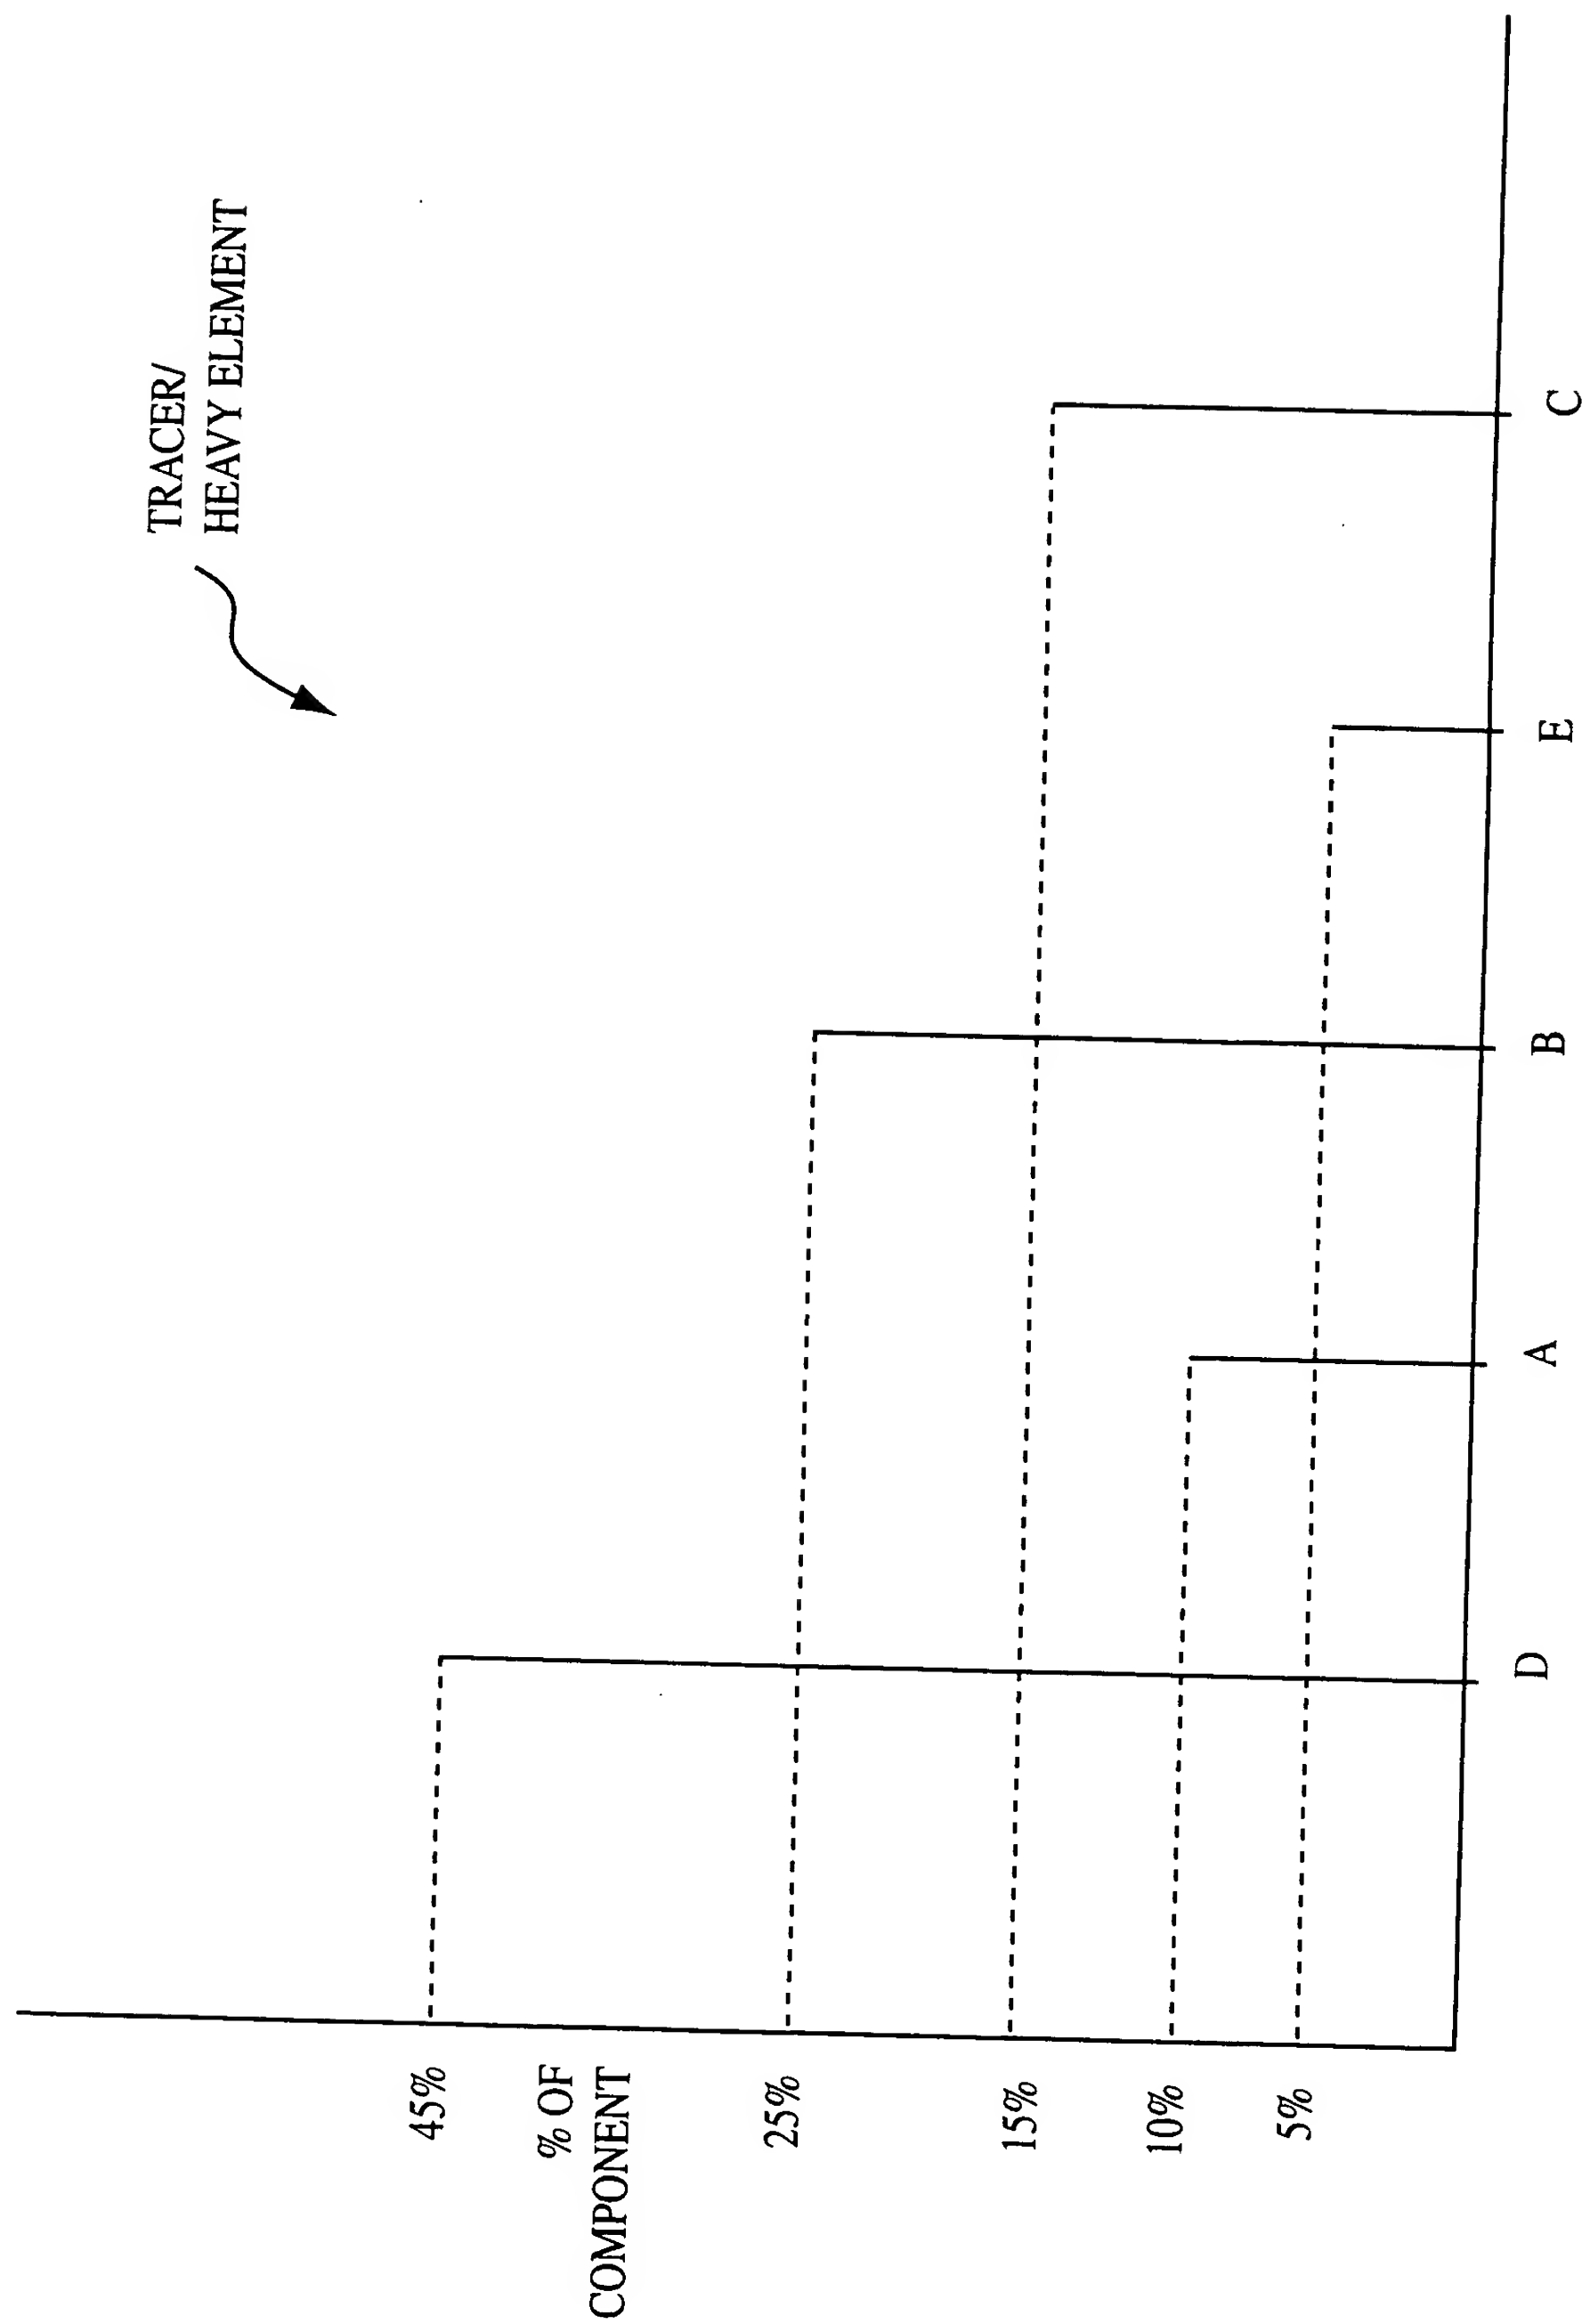 TRACER/
HEAVY ELEMENT
45%
% OF
COMPONENT
25%
15%
10%
5%
D
A
B
E
C